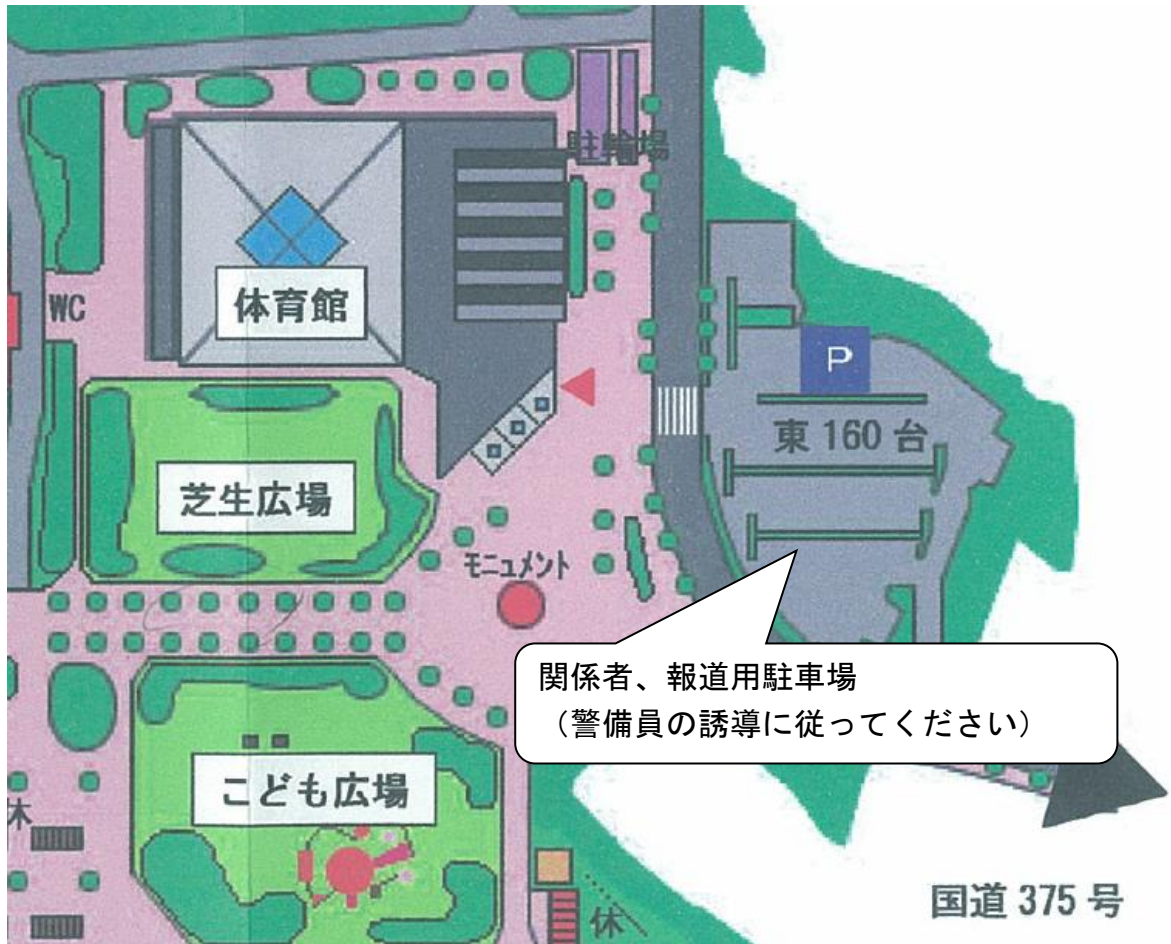 駐輪場
体育館
WC
P
東 160 台
芝生広場
モニュメント
関係者、報道用駐車場
（警備員の誘導に従ってください）
こども広場
休
休
国道 375 号